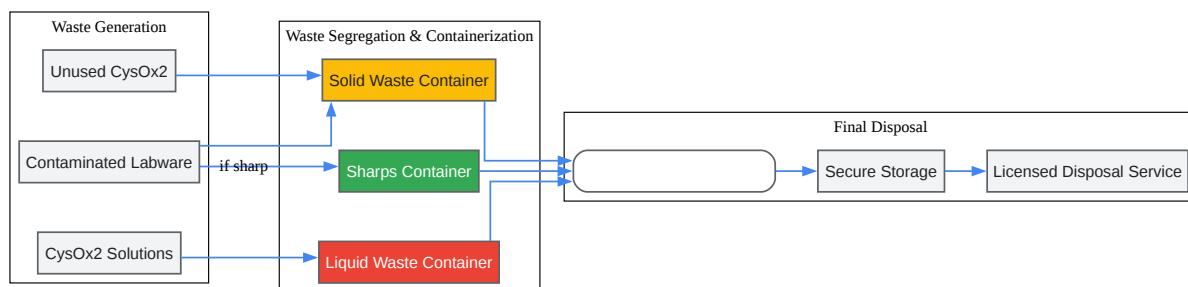 Waste Generation
Unused CysOx2
Contaminated Labware
if sharp
CysOx2 Solutions
Waste Segregation & Containerization
Solid Waste Container
Sharps Container
Liquid Waste Container
Final Disposal
Secure Storage
Licensed Disposal Service